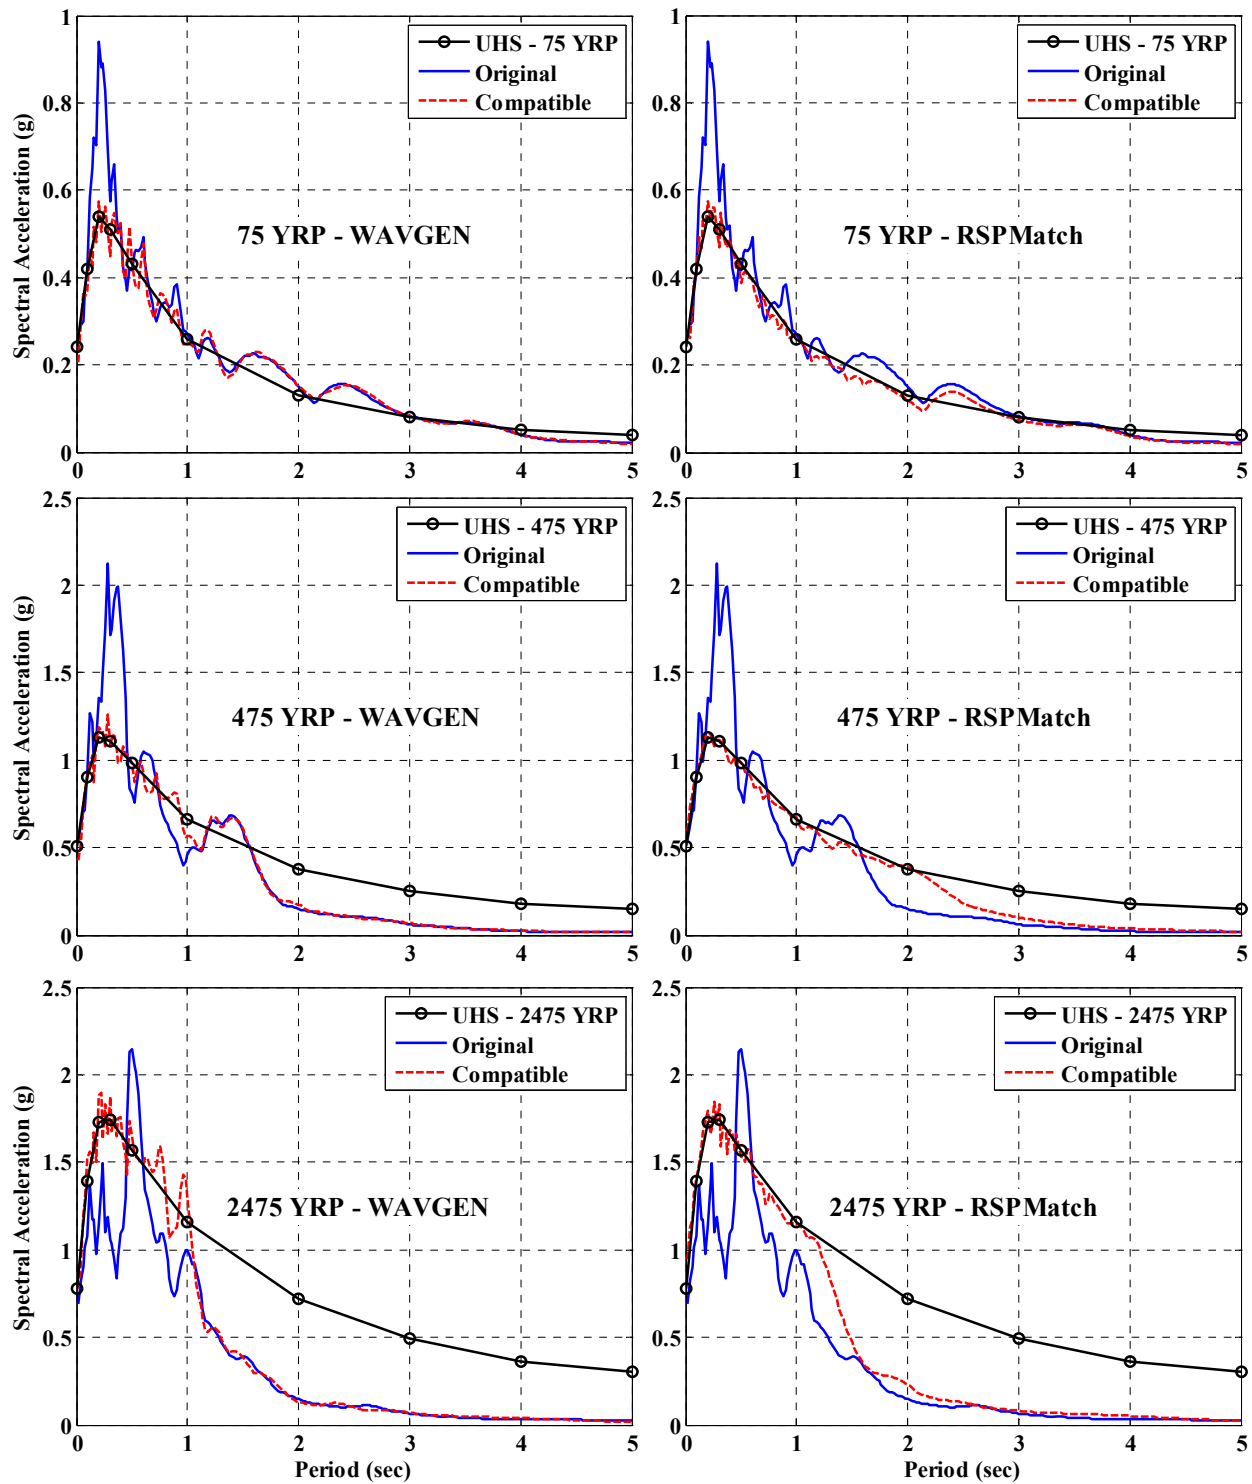 1
0.8
0.6
0.4
0.2
0
Spectral Acceleration (g)
UHS - 75 YRP
Original
Compatible
75 YRP - WAVGEN
0 1 2 3 4 5
1
0.8
0.6
0.4
0.2
0
UHS - 75 YRP
Original
Compatible
75 YRP - RSPMatch
0 1 2 3 4 5
2.5
2
1.5
1
0.5
0
Spectral Acceleration (g)
UHS - 475 YRP
Original
Compatible
475 YRP - WAVGEN
0 1 2 3 4 5
2.5
2
1.5
1
0.5
0
UHS - 475 YRP
Original
Compatible
475 YRP - RSPMatch
0 1 2 3 4 5
2.5
2
1.5
1
0.5
0
Spectral Acceleration (g)
UHS - 2475 YRP
Original
Compatible
2475 YRP - WAVGEN
0 1 2 3 4 5
Period (sec)
2.5
2
1.5
1
0.5
0
UHS - 2475 YRP
Original
Compatible
2475 YRP - RSPMatch
0 1 2 3 4 5
Period (sec)